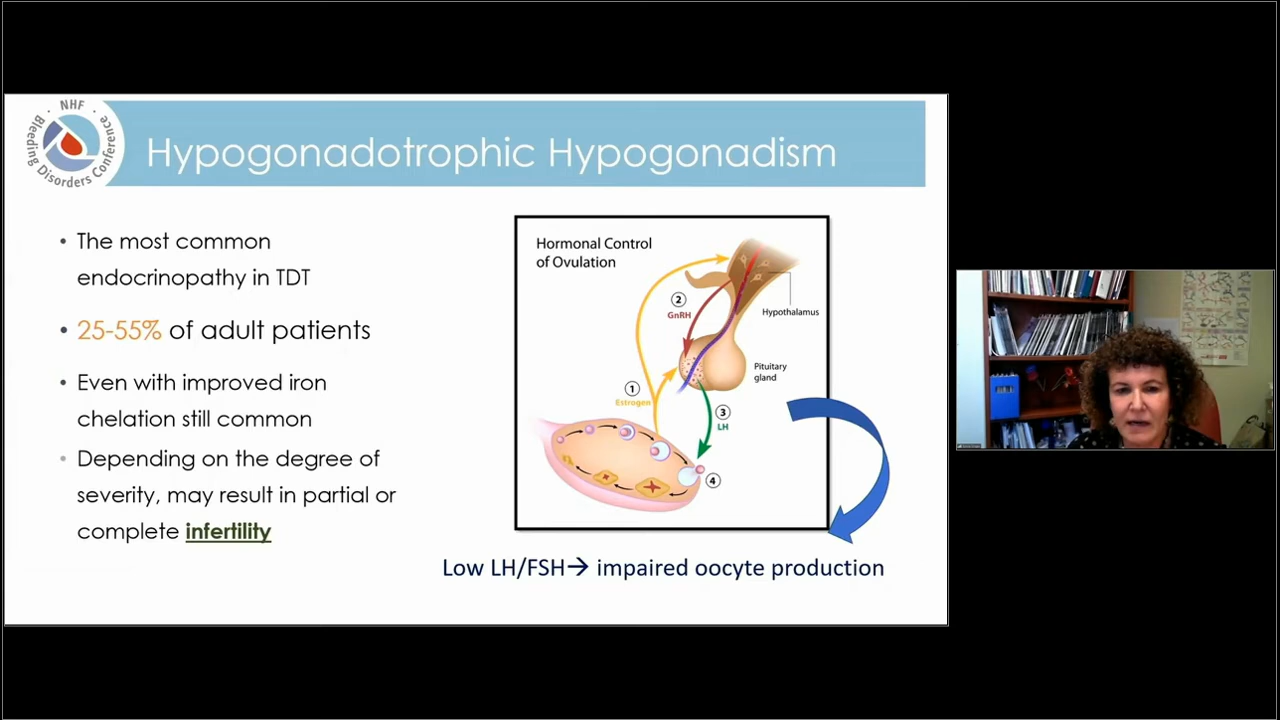 NHF
Bleeding Disorders Conference
Hypogonadotrophic Hypogonadism
• The most common
endocrinopathy in TDT
• 25-55% of adult patients
• Even with improved iron
chelation still common
• Depending on the degree of
severity, may result in partial or
complete infertility
Hormonal Control
of Ovulation
2
GnRH
Hypothalamus
Pituitary
gland
1
Estrogen
3
LH
4
Low LH/FSH→ impaired oocyte production